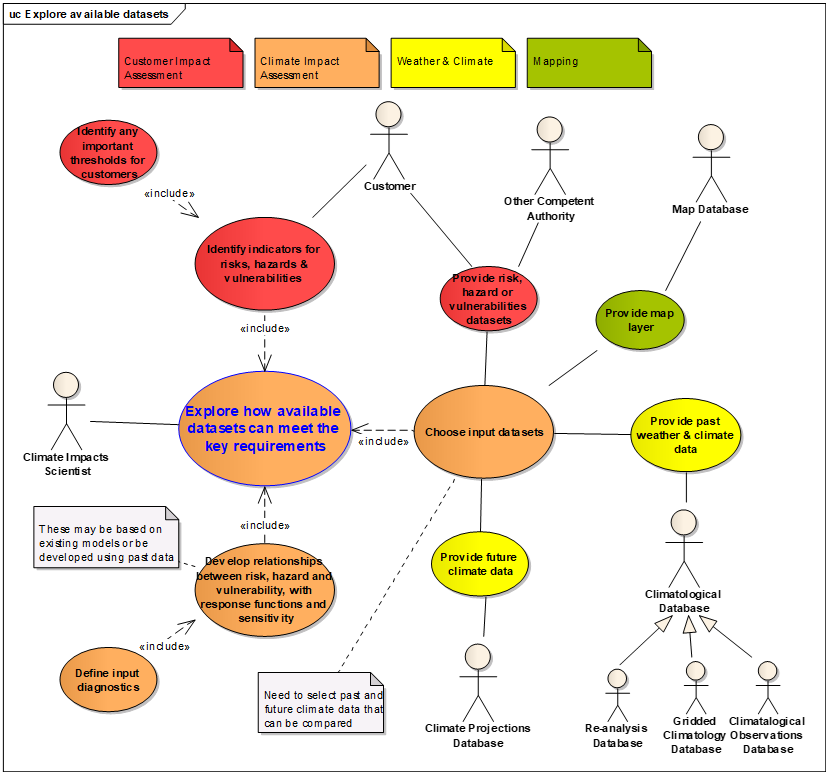 uc Explore available datasets
Customer Impact
Assessment
Climate Impact
Assessment
Weather & Climate
Mapping
Identify any
important
thresholds for
customers
«include»
Customer
Other Competent
Authority
Map Database
Identify indicators for
risks, hazards &
vulnerabilities
Provide risk,
hazard or
vulnerabilities
datasets
Provide map
layer
«include»
Climate Impacts
Scientist
Explore how available
datasets can meet the
key requirements
«include»
Choose input datasets
Provide past
weather & climate
data
These may be based on
existing models or be
developed using past data
«include»
Develop relationships
between risk, hazard and
vulnerability, with
response functions and
sensitivity
Provide future
climate data
Climatological
Database
«include»
Define input
diagnostics
Need to select past and
future climate data that
can be compared
Climate Projections
Database
Re-analysis
Database
Gridded
Climatology
Database
Climatalogical
Observations
Database